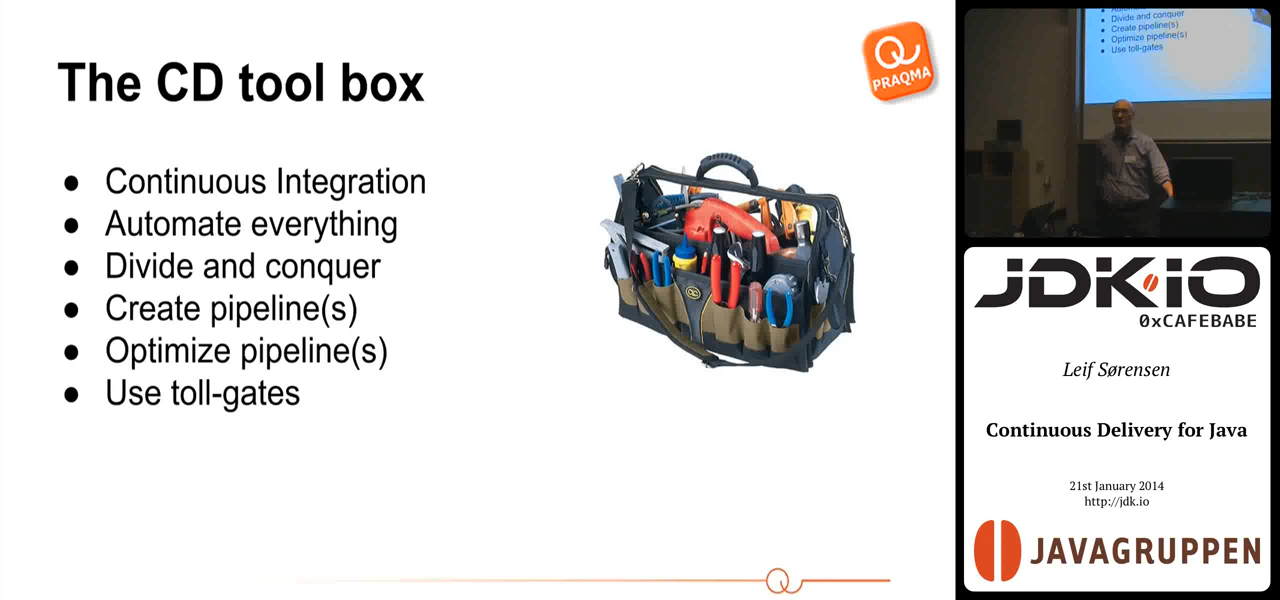 The CD tool box
PRAQMA
● Continuous Integration
● Automate everything
● Divide and conquer
● Create pipeline(s)
● Optimize pipeline(s)
● Use toll-gates
Divide and conquer
Create pipeline(s)
Optimize pipeline(s)
Use toll-gates
JDK.iO
0xCAFEBABE
Leif Sørensen
Continuous Delivery for Java
21st January 2014
http://jdk.io
JAVAGRUPPEN